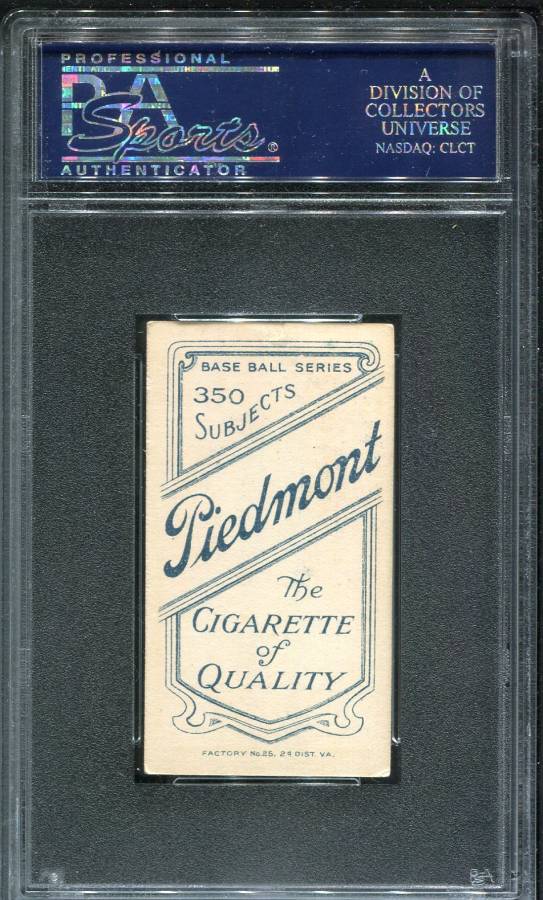 PROFESSIONAL
PSA
Sports®
AUTHENTICATOR
A
DIVISION OF
COLLECTORS
UNIVERSE
NASDAQ: CLCT
BASE BALL SERIES
350
SUBJECTS
Piedmont
The
CIGARETTE
of
QUALITY
FACTORY No. 25, 2d DIST. VA.